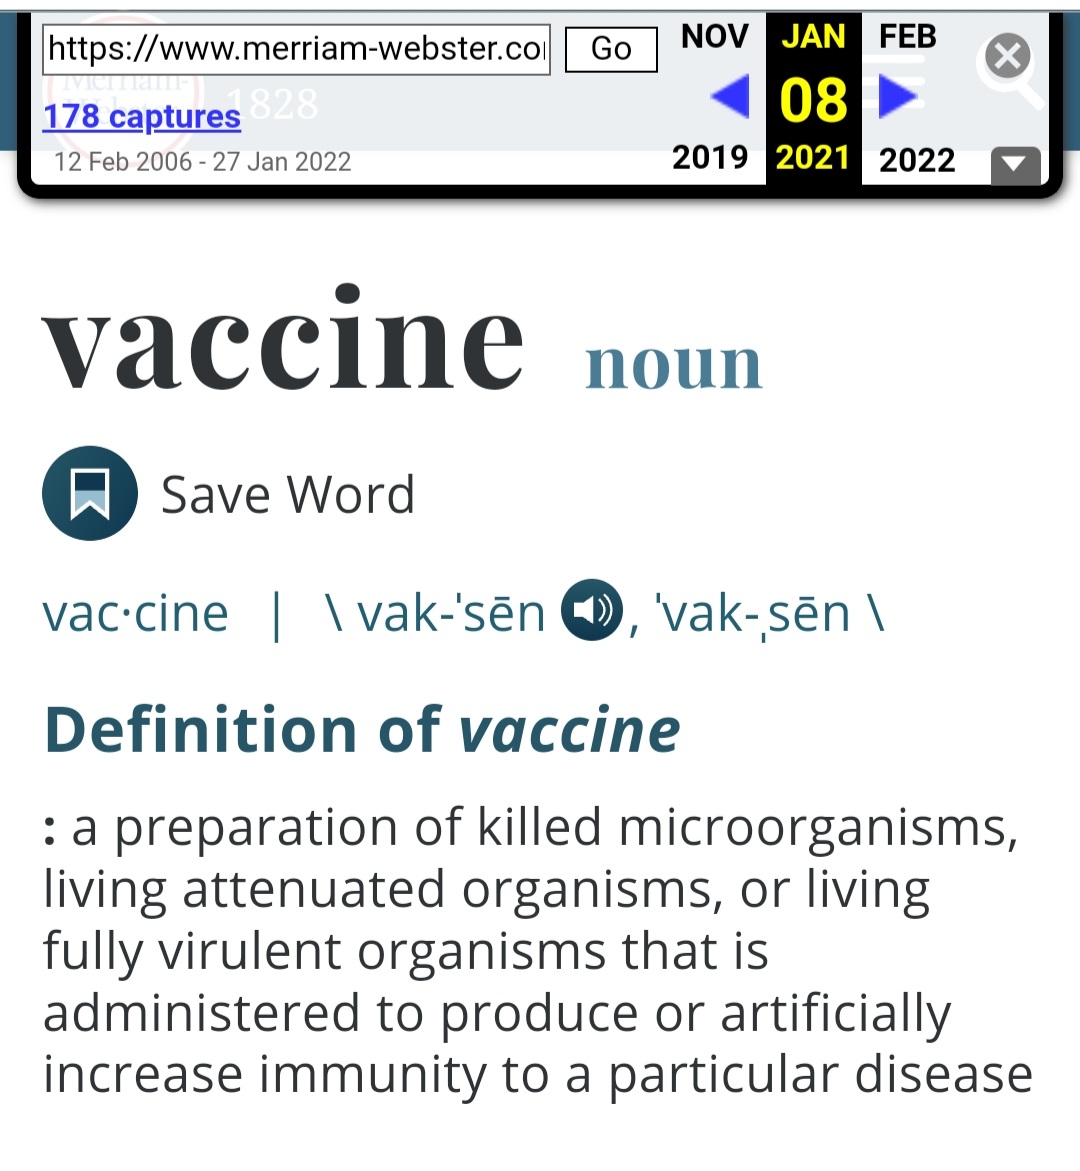 https://www.merriam-webster.co
Go
NOV JAN FEB
08
178 captures
1828
Merriam-
12 Feb 2006 - 27 Jan 2022
2019 2021 2022
vaccine noun
Save Word
vac·cine | \ vak-ˈsēn , ˈvak-ˌsēn \
Definition of vaccine
: a preparation of killed microorganisms,
living attenuated organisms, or living
fully virulent organisms that is
administered to produce or artificially
increase immunity to a particular disease